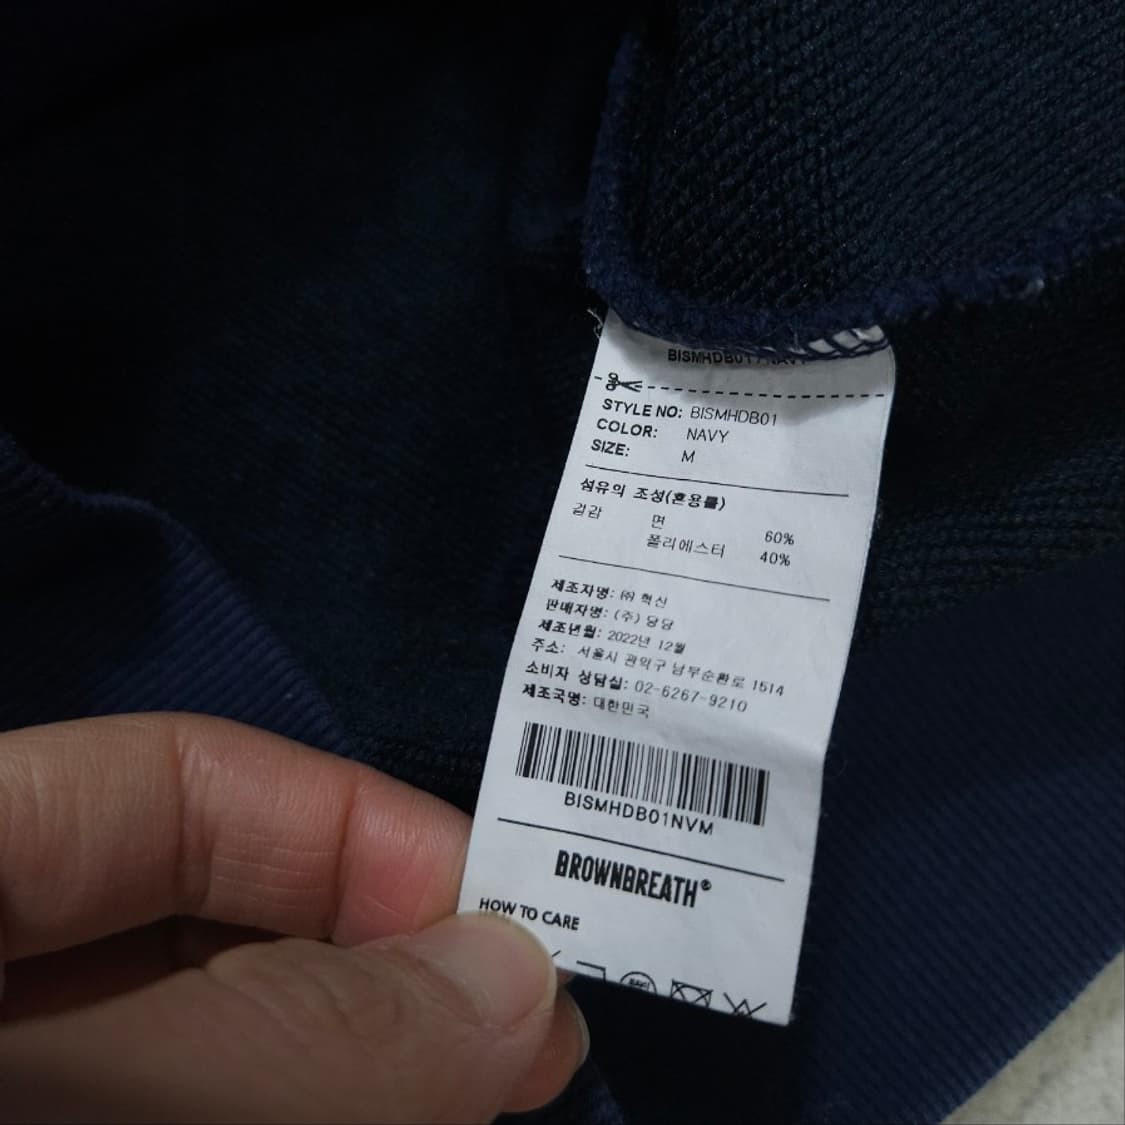 BISMHDB01 / NAVY
STYLE NO: BISMHDB01
COLOR: NAVY
SIZE: M
섬유의 조성(혼용률)
겉감 면 60%
폴리에스터 40%
제조자명: ㈜ 혁신
판매자명: (주) 당당
제조년월: 2022년 12월
주소: 서울시 관악구 남부순환로 1514
소비자 상담실: 02-6267-9210
제조국명: 대한민국
BISMHDB01NVM
BROWNBREATH®
HOW TO CARE